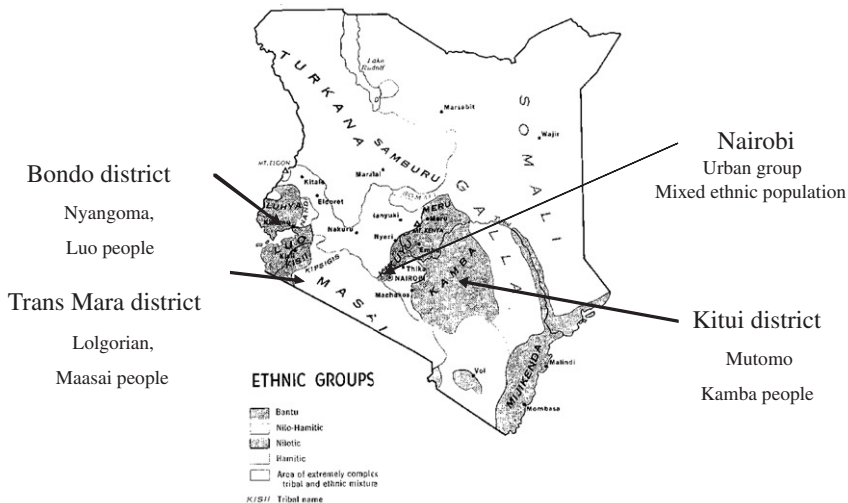 Bondo district
Nyangoma,
Luo people
Trans Mara district
Lolgorian,
Maasai people
Nairobi
Urban group
Mixed ethnic population
Kitui district
Mutomo
Kamba people
TURKANA
Lake
SAMBURU
SOMALI
GALLA
Marsabit
Wajir
MT. ELGON
Kitale
Maralal
Eldoret
LUHYA
NANDI
MERU
Meru
MT. KENYA
Nakuru
Nyeri
Embu
KIKUYU
LUO
KISII
KIPSIGIS
Thika
NAIROBI
KAMBA
Machakos
MASAI
Voi
MIJIKENDA
Malindi
Mombasa
ETHNIC GROUPS
Bantu
Nilo-Hamitic
Nilotic
Hamitic
Area of extremely complex
tribal and ethnic mixture
KISII Tribal name